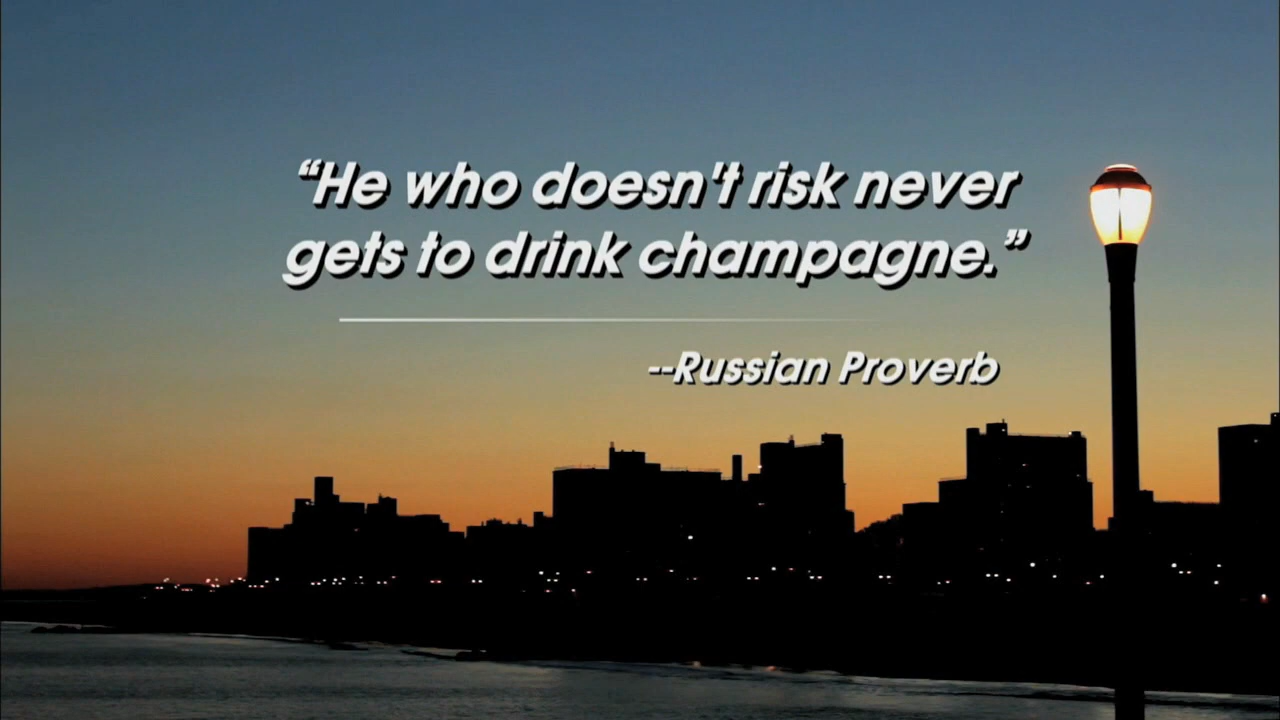 “He who doesn't risk never
gets to drink champagne.”
--Russian Proverb